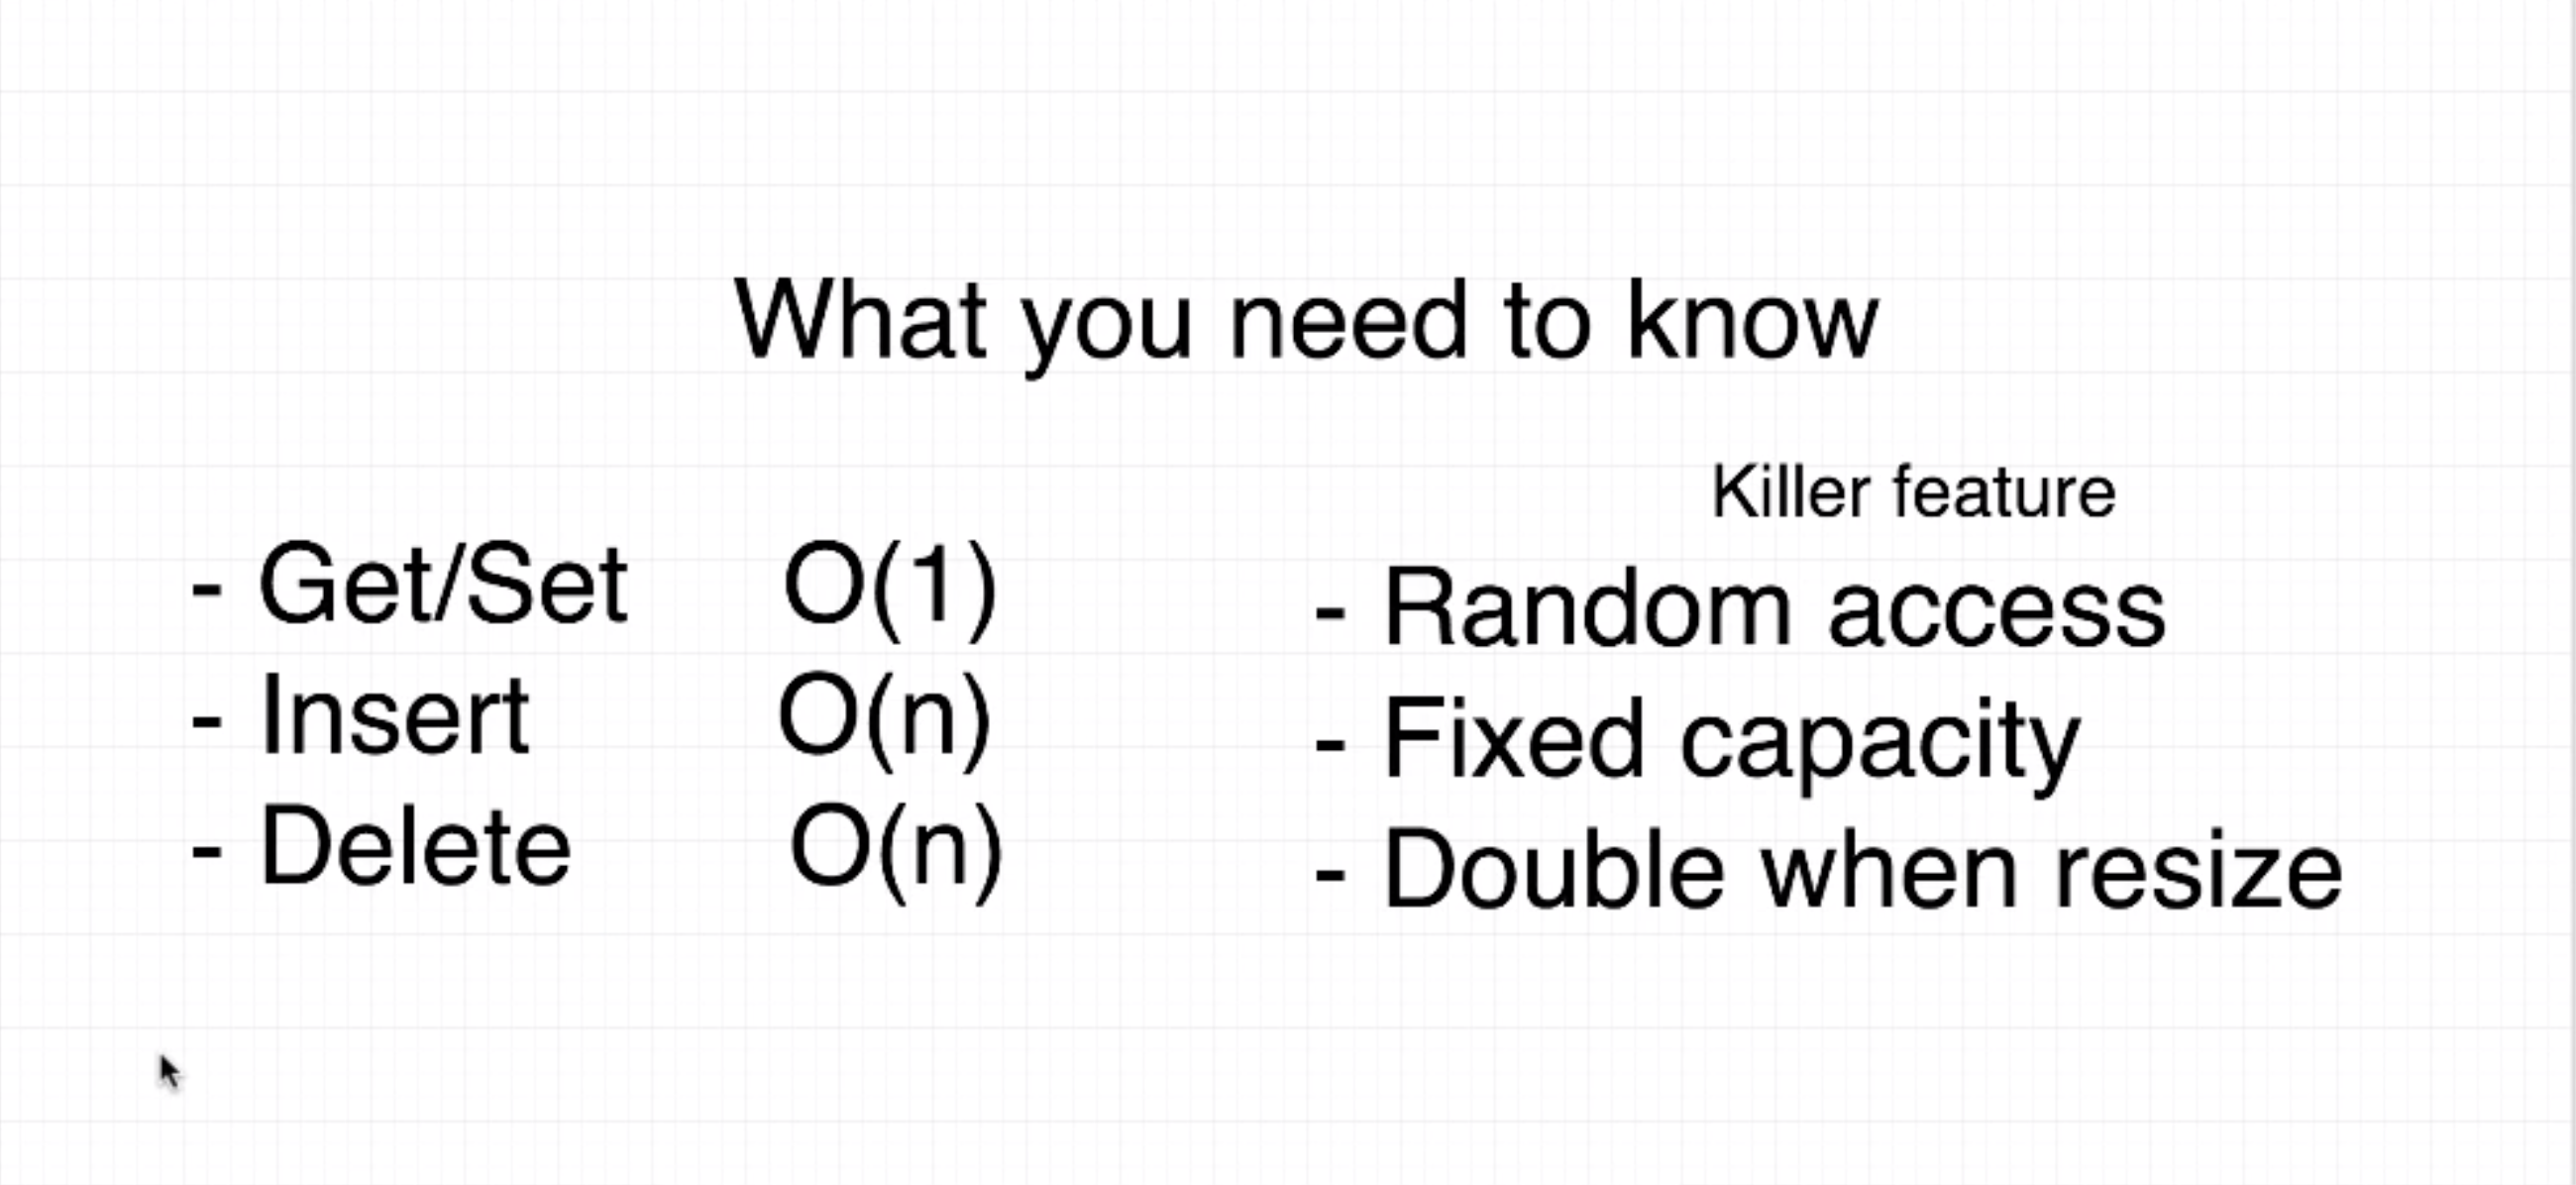 What you need to know
- Get/Set O(1)
- Insert O(n)
- Delete O(n)
Killer feature
- Random access
- Fixed capacity
- Double when resize